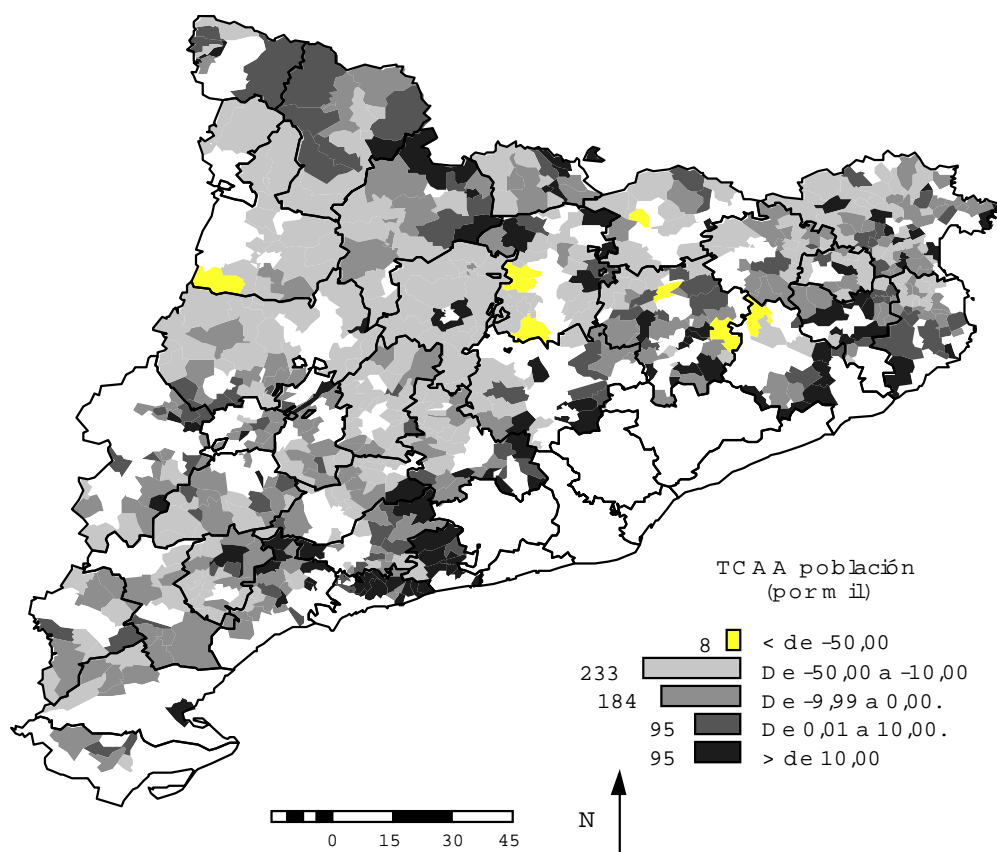 TCAA población
(por mil)
8 < de -50,00
233 De -50,00 a -10,00
184 De -9,99 a 0,00.
95 De 0,01 a 10,00.
95 > de 10,00
N
0 15 30 45